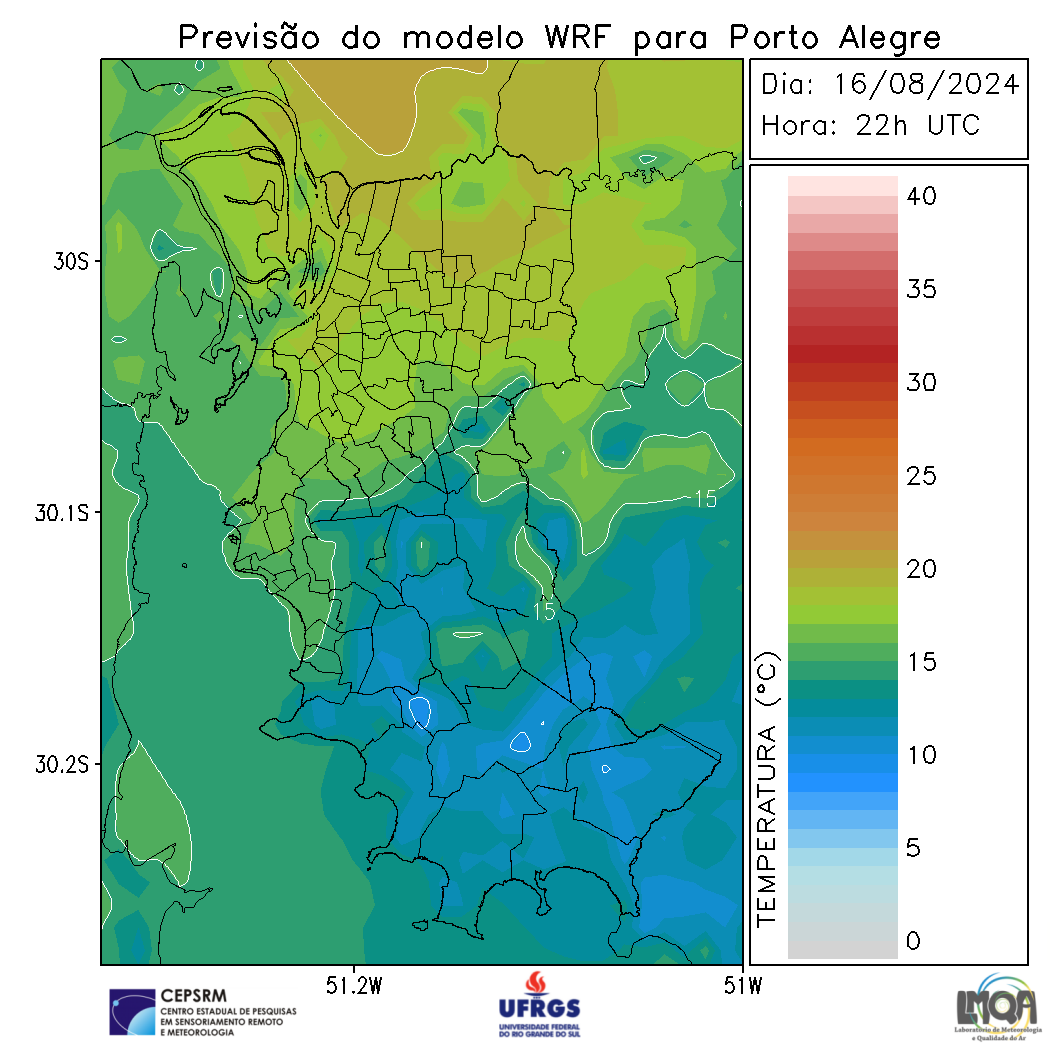 Previsão do modelo WRF para Porto Alegre
Dia: 16/08/2024
Hora: 22h UTC
40
35
30
25
20
15
10
5
0
TEMPERATURA (°C)
30S
30.1S
30.2S
15
15
51.2W
51W
CEPSRM
CENTRO ESTADUAL DE PESQUISAS
EM SENSORIAMENTO REMOTO
E METEOROLOGIA
UFRGS
UNIVERSIDADE FEDERAL
DO RIO GRANDE DO SUL
LMQA
Laboratório de Meteorologia
e Qualidade do Ar